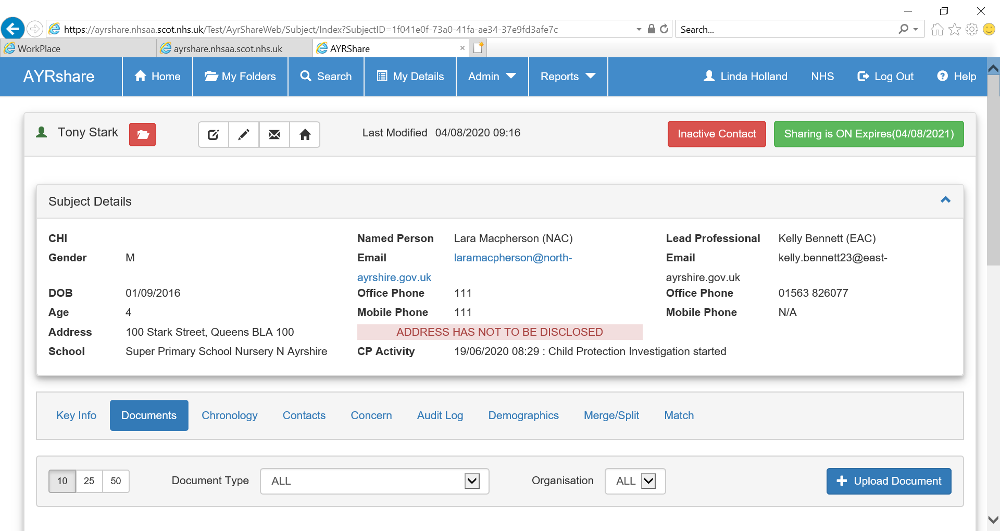 https://ayrshare.nhsaa.scot.nhs.uk/Test/AyrShareWeb/Subject/Index?SubjectID=1f041e0f-73a0-41fa-ae34-37e9fd3afe7c Search...
WorkPlace ayrshare.nhsaa.scot.nhs.uk AYRShare
AYRshare Home My Folders Search My Details Admin Reports Linda Holland NHS Log Out Help
Tony Stark Last Modified 04/08/2020 09:16 Inactive Contact Sharing is ON Expires(04/08/2021)
Subject Details
CHI Named Person Lara Macpherson (NAC) Lead Professional Kelly Bennett (EAC)
Gender M Email laramacpherson@north- Email kelly.bennett23@east-
ayrshire.gov.uk ayrshire.gov.uk
DOB 01/09/2016 Office Phone 111 Office Phone 01563 826077
Age 4 Mobile Phone 111 Mobile Phone N/A
Address 100 Stark Street, Queens BLA 100 ADDRESS HAS NOT TO BE DISCLOSED
School Super Primary School Nursery N Ayrshire CP Activity 19/06/2020 08:29 : Child Protection Investigation started
Key Info Documents Chronology Contacts Concern Audit Log Demographics Merge/Split Match
10 25 50 Document Type ALL Organisation ALL Upload Document